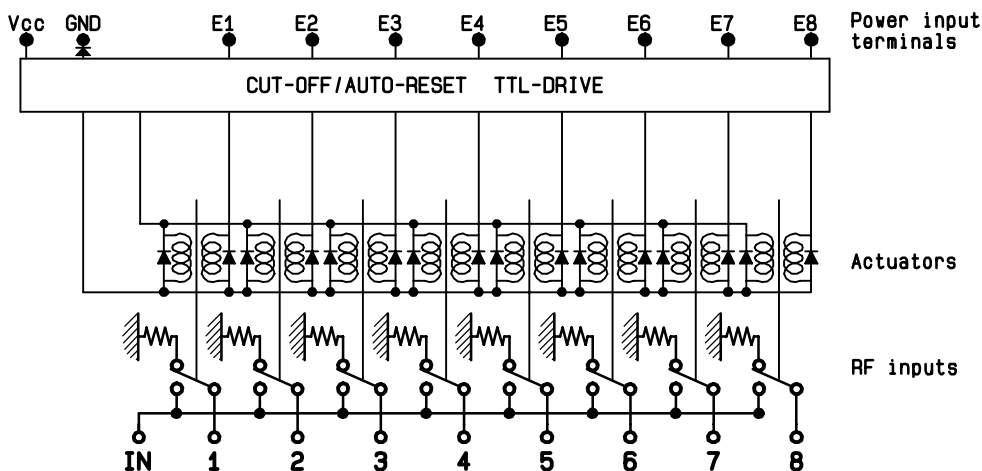 Vcc GND E1 E2 E3 E4 E5 E6 E7 E8 Power input
terminals
CUT-OFF/AUTO-RESET TTL-DRIVE
Actuators
RF inputs
IN 1 2 3 4 5 6 7 8